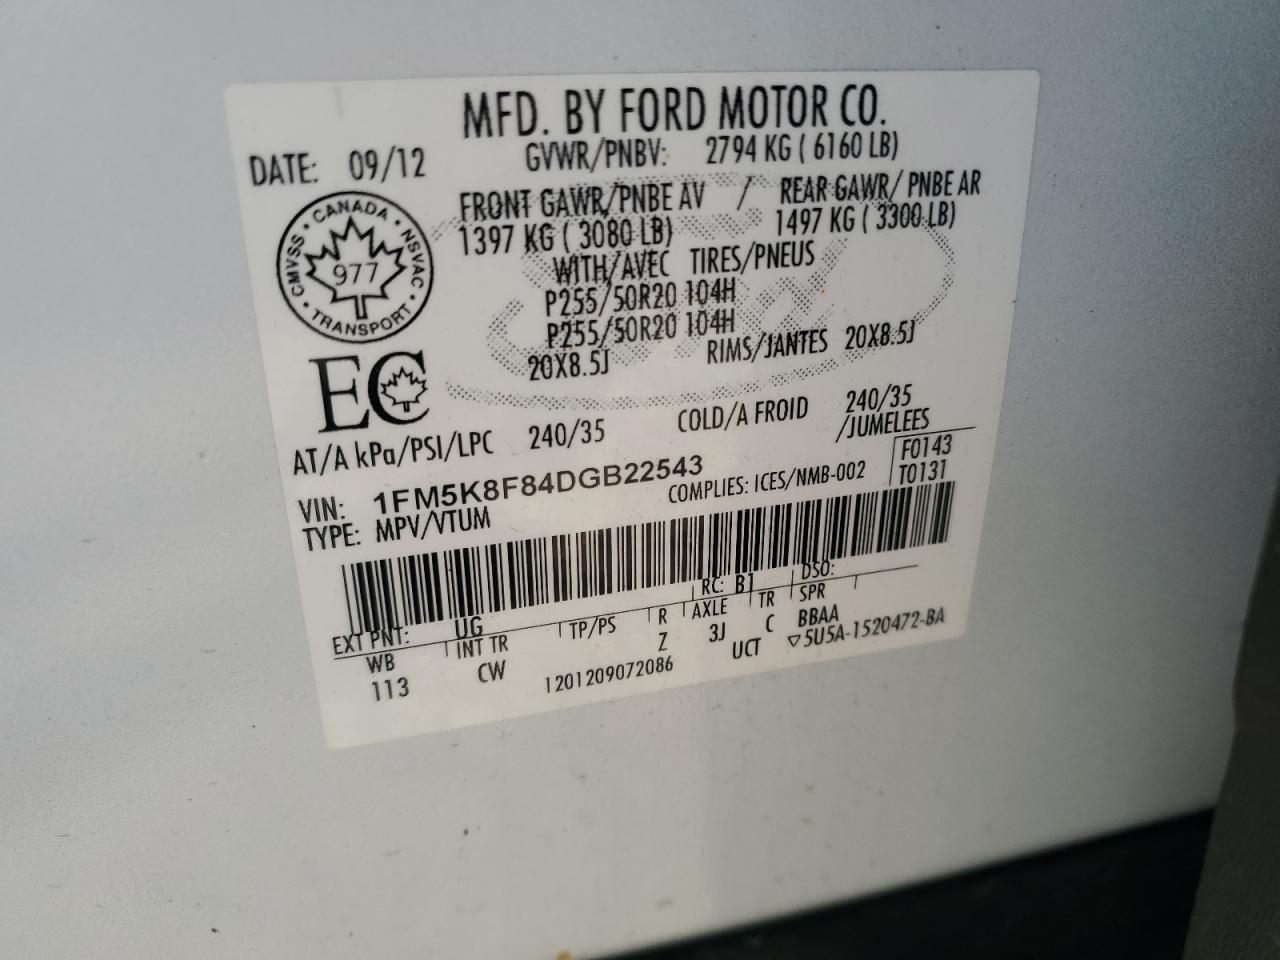 MFD. BY FORD MOTOR CO.
DATE: 09/12 GVWR/PNBV: 2794 KG ( 6160 LB)
FRONT GAWR/PNBE AV / REAR GAWR/ PNBE AR
1397 KG ( 3080 LB) 1497 KG ( 3300 LB)
WITH/AVEC TIRES/PNEUS
P255/50R20 104H
P255/50R20 104H
20X8.5J RIMS/JANTES 20X8.5J
CANADA
CMVSS 977 NSVAC
TRANSPORT
EC
AT/A kPa/PSI/LPC 240/35 COLD/A FROID 240/35
/JUMELEES
VIN: 1FM5K8F84DGB22543 F0143
TYPE: MPV/VTUM COMPLIES: ICES/NMB-002 T0131
EXT PNT: UG RC: B1 DSO:
WB INT TR TP/PS R AXLE TR SPR
113 CW Z 3J C BBAA
1201209072086 UCT 5U5A-1520472-BA